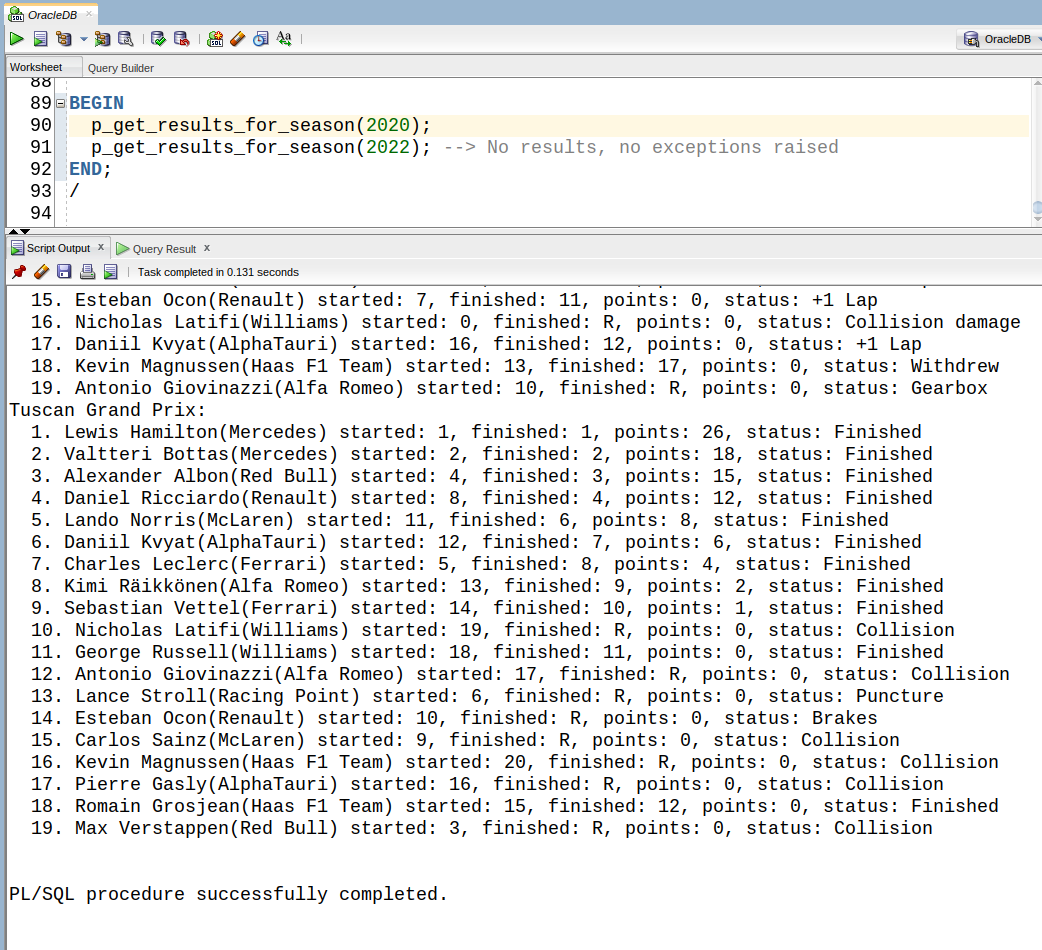 OracleDB
OracleDB
Worksheet Query Builder
88
89 BEGIN
90 p_get_results_for_season(2020);
91 p_get_results_for_season(2022); --> No results, no exceptions raised
92 END;
93 /
94
Script Output x Query Result x
Task completed in 0.131 seconds
15. Esteban Ocon(Renault) started: 7, finished: 11, points: 0, status: +1 Lap
16. Nicholas Latifi(Williams) started: 0, finished: R, points: 0, status: Collision damage
17. Daniil Kvyat(AlphaTauri) started: 16, finished: 12, points: 0, status: +1 Lap
18. Kevin Magnussen(Haas F1 Team) started: 13, finished: 17, points: 0, status: Withdrew
19. Antonio Giovinazzi(Alfa Romeo) started: 10, finished: R, points: 0, status: Gearbox
Tuscan Grand Prix:
1. Lewis Hamilton(Mercedes) started: 1, finished: 1, points: 26, status: Finished
2. Valtteri Bottas(Mercedes) started: 2, finished: 2, points: 18, status: Finished
3. Alexander Albon(Red Bull) started: 4, finished: 3, points: 15, status: Finished
4. Daniel Ricciardo(Renault) started: 8, finished: 4, points: 12, status: Finished
5. Lando Norris(McLaren) started: 11, finished: 6, points: 8, status: Finished
6. Daniil Kvyat(AlphaTauri) started: 12, finished: 7, points: 6, status: Finished
7. Charles Leclerc(Ferrari) started: 5, finished: 8, points: 4, status: Finished
8. Kimi Räikkönen(Alfa Romeo) started: 13, finished: 9, points: 2, status: Finished
9. Sebastian Vettel(Ferrari) started: 14, finished: 10, points: 1, status: Finished
10. Nicholas Latifi(Williams) started: 19, finished: R, points: 0, status: Collision
11. George Russell(Williams) started: 18, finished: 11, points: 0, status: Finished
12. Antonio Giovinazzi(Alfa Romeo) started: 17, finished: R, points: 0, status: Collision
13. Lance Stroll(Racing Point) started: 6, finished: R, points: 0, status: Puncture
14. Esteban Ocon(Renault) started: 10, finished: R, points: 0, status: Brakes
15. Carlos Sainz(McLaren) started: 9, finished: R, points: 0, status: Collision
16. Kevin Magnussen(Haas F1 Team) started: 20, finished: R, points: 0, status: Collision
17. Pierre Gasly(AlphaTauri) started: 16, finished: R, points: 0, status: Collision
18. Romain Grosjean(Haas F1 Team) started: 15, finished: 12, points: 0, status: Finished
19. Max Verstappen(Red Bull) started: 3, finished: R, points: 0, status: Collision
PL/SQL procedure successfully completed.